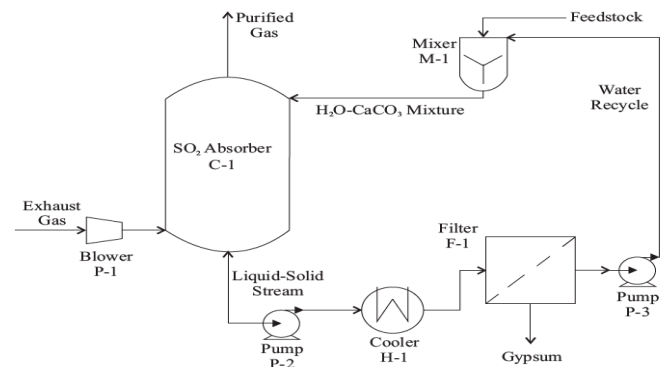 Purified
Gas
Feedstock
Mixer
M-1
Water
Recycle
H₂O-CaCO₃ Mixture
SO₂ Absorber
C-1
Exhaust
Gas
Blower
P-1
Liquid-Solid
Stream
Filter
F-1
Pump
P-2
Cooler
H-1
Gypsum
Pump
P-3